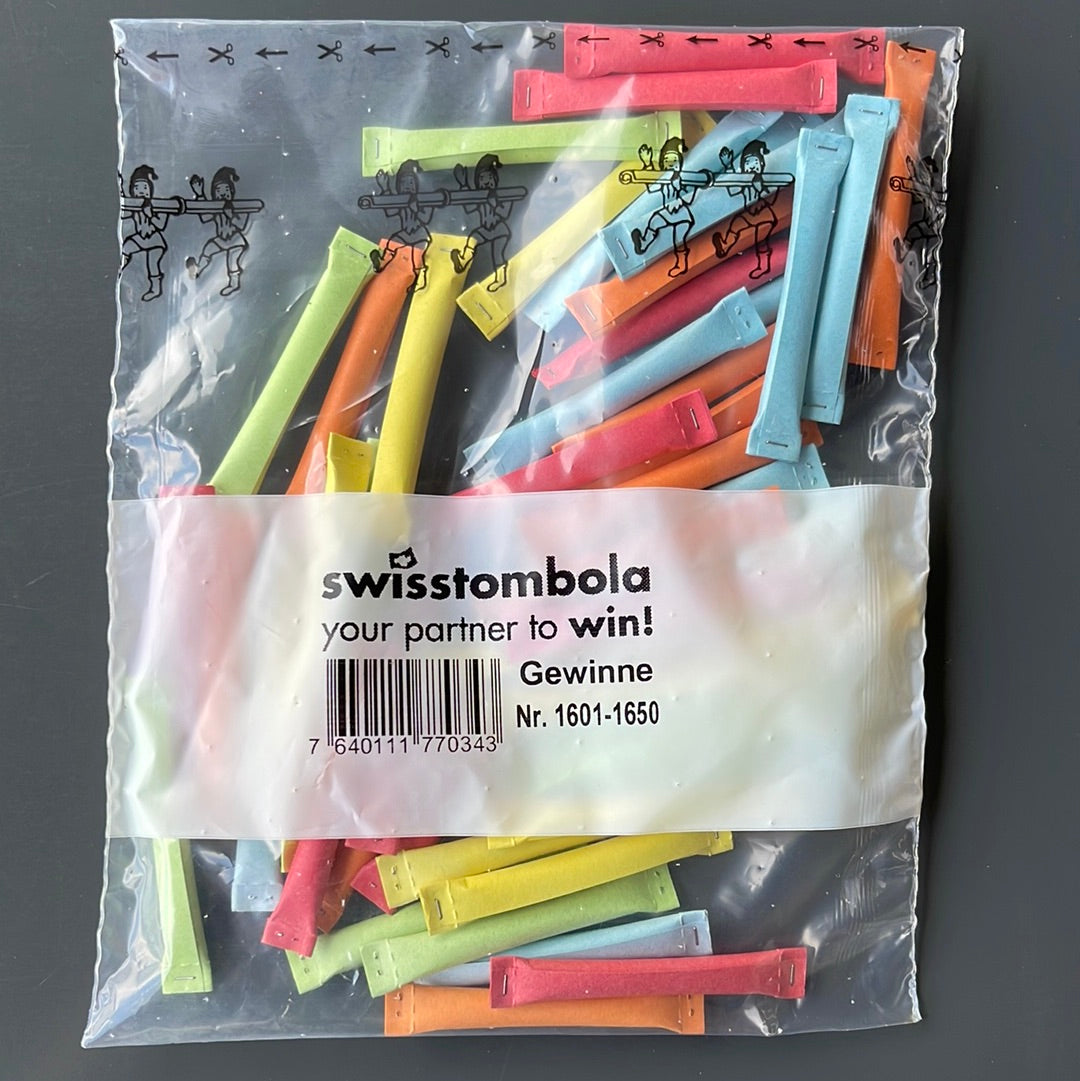 swisstombola
your partner to win!
Gewinne
Nr. 1601-1650
7 640111 770343